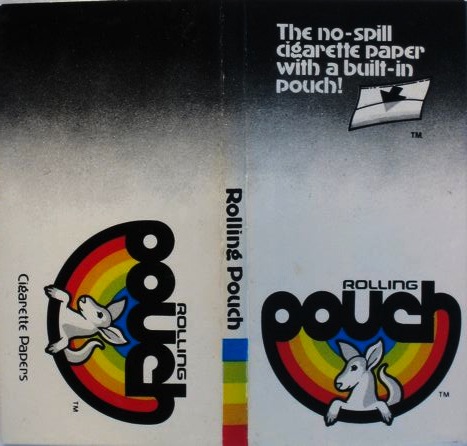 The no-spill
cigarette paper
with a built-in
pouch!
TM
Rolling Pouch
ROLLING
pouch
TM
ROLLING
pouch
TM
Cigarette Papers